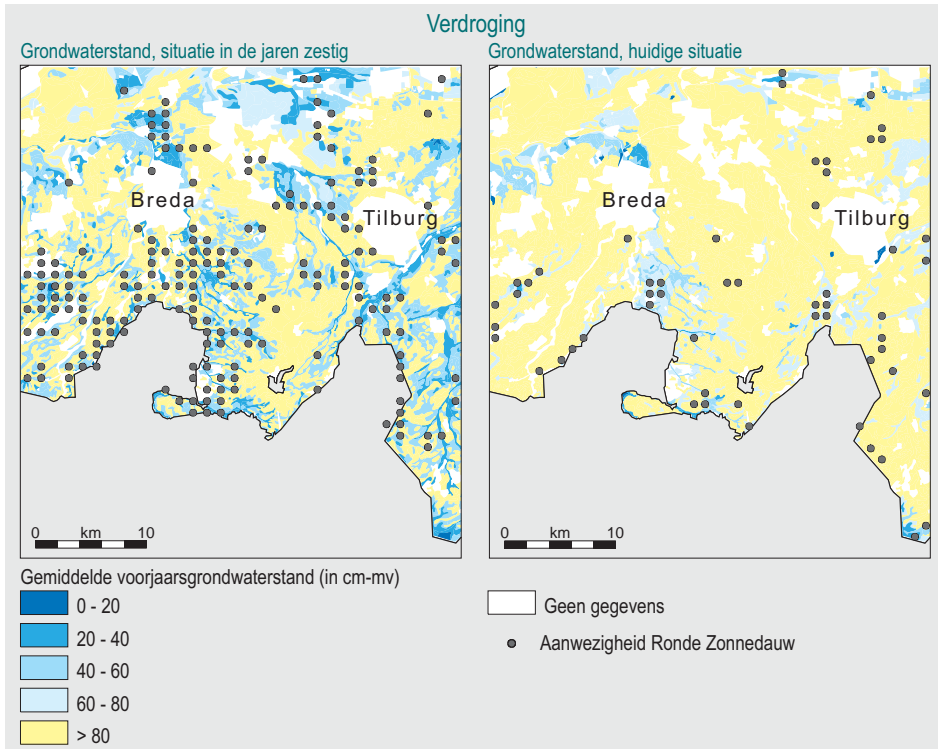 Verdroging
Grondwaterstand, situatie in de jaren zestig
Grondwaterstand, huidige situatie
Breda
Tilburg
0 km 10
Breda
Tilburg
0 km 10
Gemiddelde voorjaarsgrondwaterstand (in cm-mv)
0 - 20
20 - 40
40 - 60
60 - 80
> 80
Geen gegevens
Aanwezigheid Ronde Zonnedauw